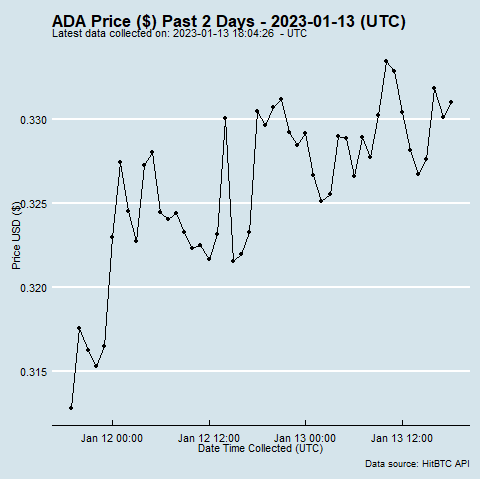 ADA Price ($) Past 2 Days - 2023-01-13 (UTC)
Latest data collected on: 2023-01-13 18:04:26  - UTC
Price USD ($)
0.330
0.325
0.320
0.315
Jan 12 00:00 Jan 12 12:00 Jan 13 00:00 Jan 13 12:00
Date Time Collected (UTC)
Data source: HitBTC API